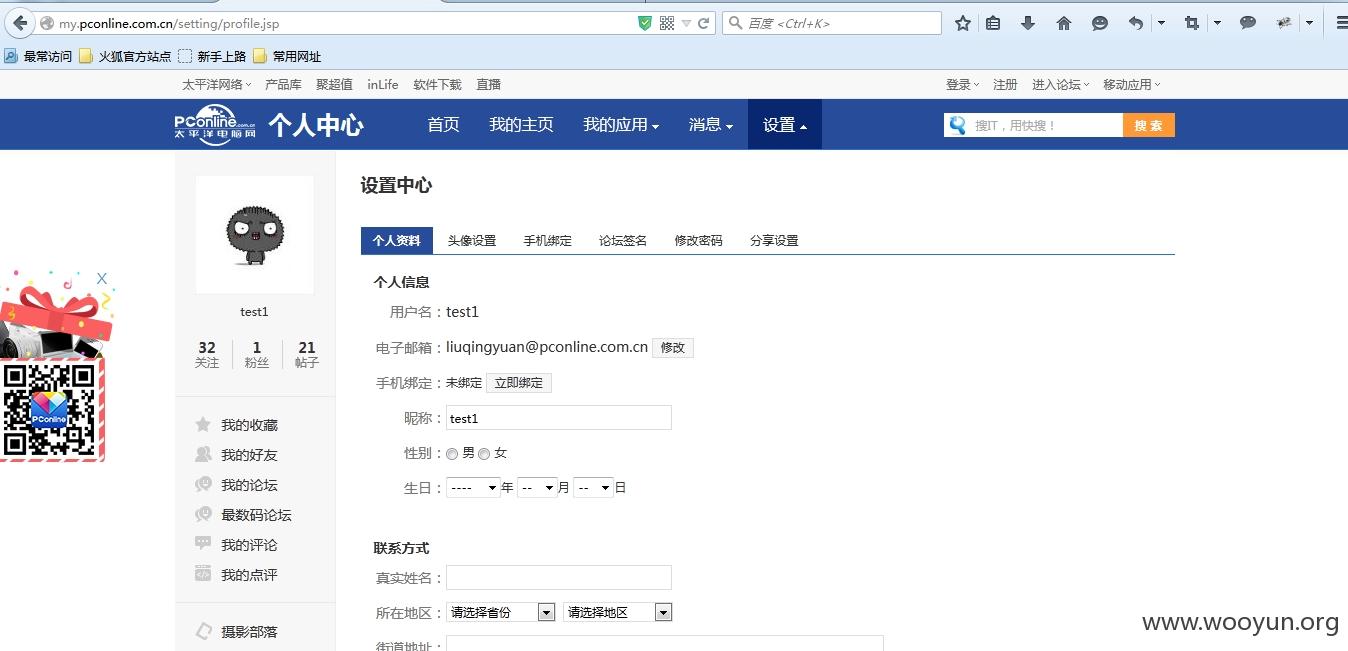 my.pconline.com.cn/setting/profile.jsp
百度 <Ctrl+K>
最常访问 火狐官方站点 新手上路 常用网址
太平洋网络 产品库 聚超值 inLife 软件下载 直播 登录 注册 进入论坛 移动应用
PConline.com.cn
太平洋电脑网
个人中心 首页 我的主页 我的应用 消息 设置 搜IT，用快搜！ 搜 索
设置中心
个人资料 头像设置 手机绑定 论坛签名 修改密码 分享设置
X
PConline
test1
32 1 21
关注 粉丝 帖子
我的收藏
我的好友
我的论坛
最数码论坛
我的评论
我的点评
摄影部落
个人信息
用户名：test1
电子邮箱：liuqingyuan@pconline.com.cn 修改
手机绑定：未绑定 立即绑定
昵称：test1
性别：男 女
生日：---- 年 -- 月 -- 日
联系方式
真实姓名：
所在地区：请选择省份 请选择地区
街道地址：
www.wooyun.org